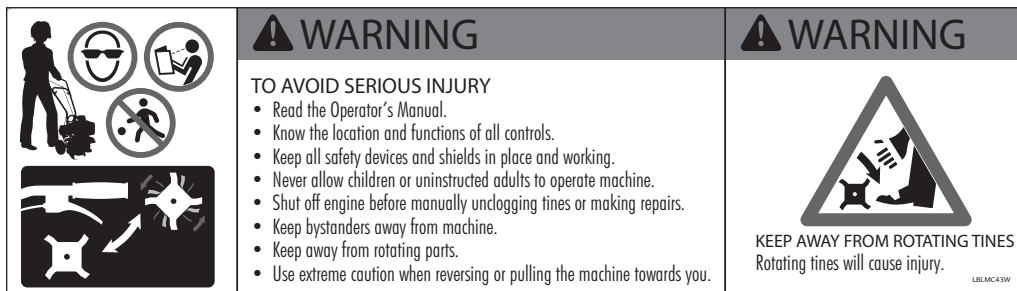 WARNING
TO AVOID SERIOUS INJURY
• Read the Operator's Manual.
• Know the location and functions of all controls.
• Keep all safety devices and shields in place and working.
• Never allow children or uninstructed adults to operate machine.
• Shut off engine before manually unclogging tines or making repairs.
• Keep bystanders away from machine.
• Keep away from rotating parts.
• Use extreme caution when reversing or pulling the machine towards you.
WARNING
KEEP AWAY FROM ROTATING TINES
Rotating tines will cause injury.
LBLMC43W